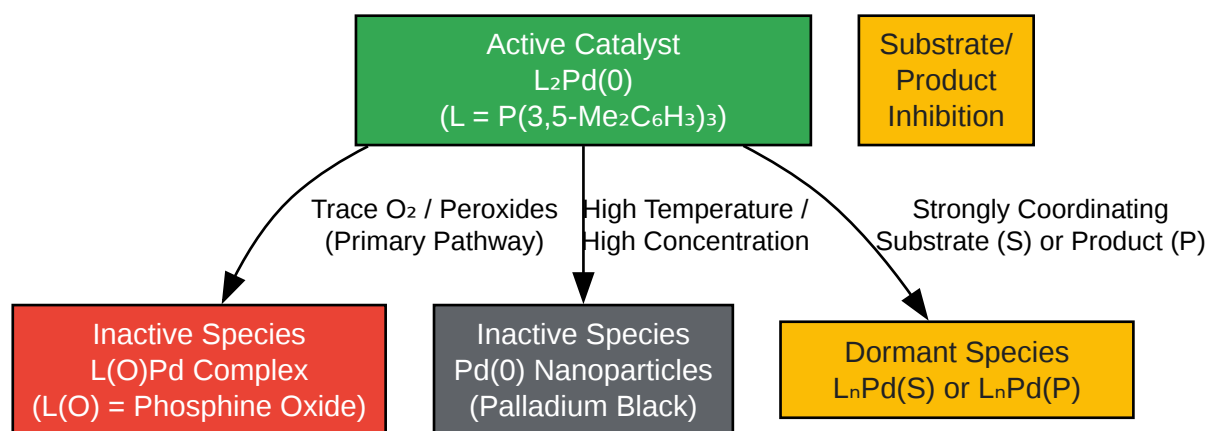 Active Catalyst
L₂Pd(0)
(L = P(3,5-Me₂C₆H₃)₃)
Substrate/
Product
Inhibition
Trace O₂ / Peroxides
(Primary Pathway)
High Temperature /
High Concentration
Strongly Coordinating
Substrate (S) or Product (P)
Inactive Species
L(O)Pd Complex
(L(O) = Phosphine Oxide)
Inactive Species
Pd(0) Nanoparticles
(Palladium Black)
Dormant Species
LₙPd(S) or LₙPd(P)